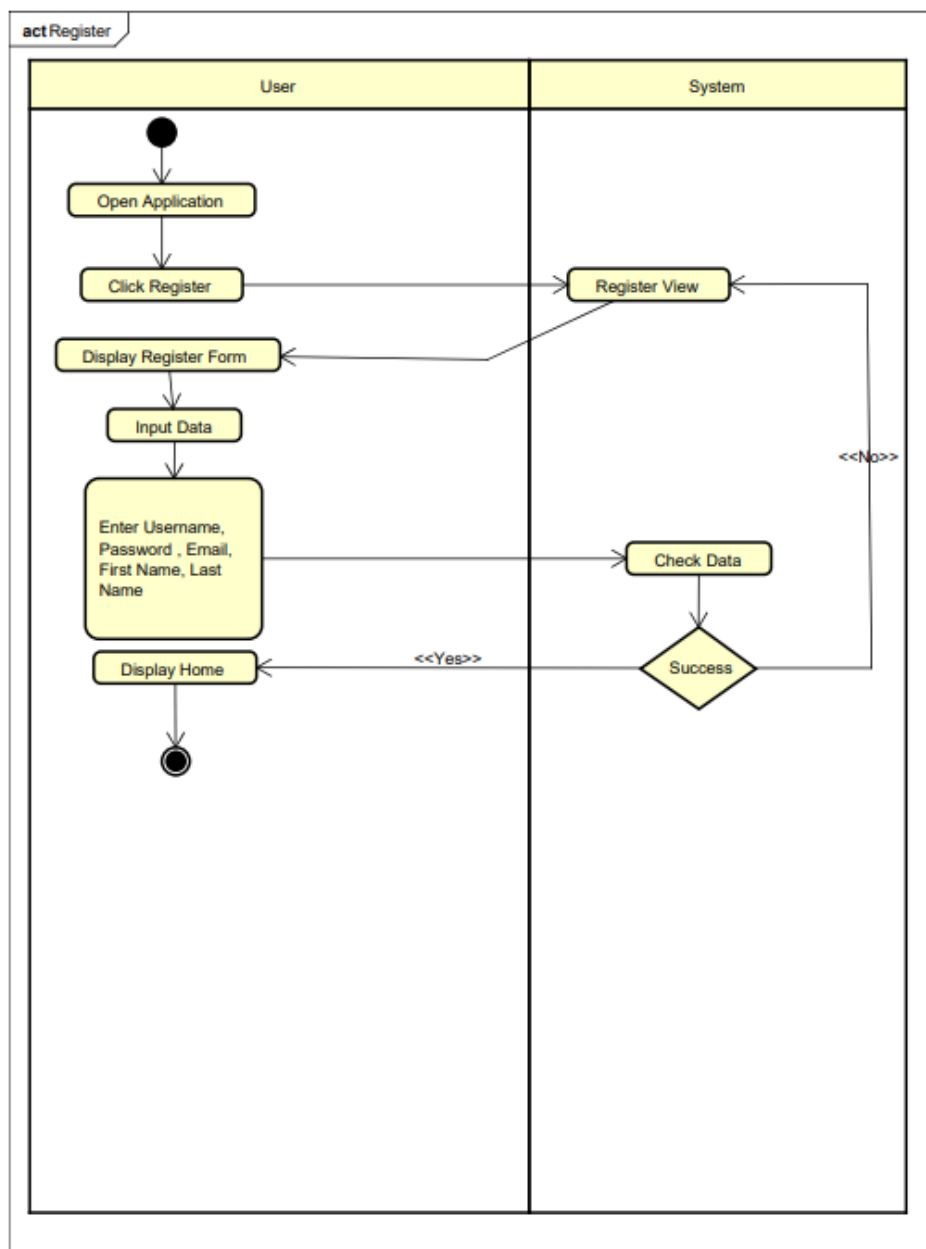 act Register
User
System
Open Application
Click Register
Register View
Display Register Form
Input Data
<<No>>
Enter Username,
Password , Email,
First Name, Last
Name
Check Data
Display Home
<<Yes>>
Success